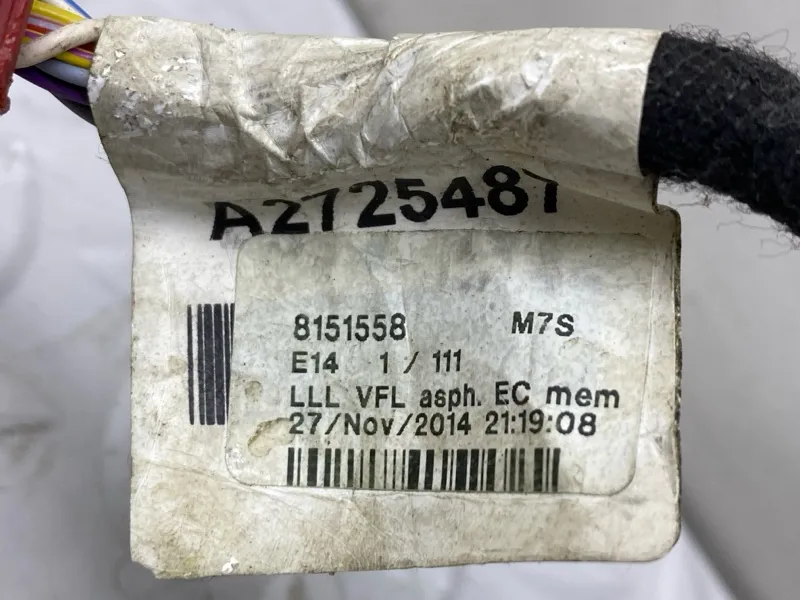 A2725487
8151558 M7S
E14 1 / 111
LLL VFL asph. EC mem
27/Nov/2014 21:19:08